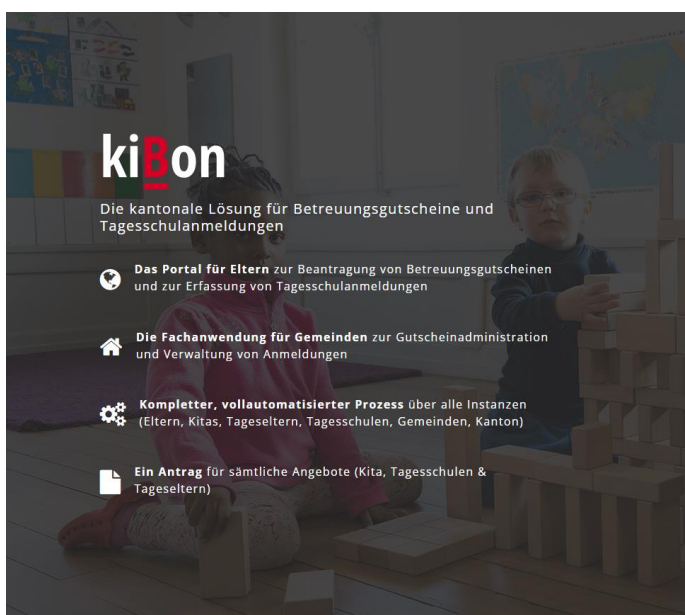 kiBon
Die kantonale Lösung für Betreuungsgutscheine und
Tagesschulanmeldungen
Das Portal für Eltern zur Beantragung von Betreuungsgutscheinen
und zur Erfassung von Tagesschulanmeldungen
Die Fachanwendung für Gemeinden zur Gutscheinadministration
und Verwaltung von Anmeldungen
Kompletter, vollautomatisierter Prozess über alle Instanzen
(Eltern, Kitas, Tageseltern, Tagesschulen, Gemeinden, Kanton)
Ein Antrag für sämtliche Angebote (Kita, Tagesschulen &
Tageseltern)